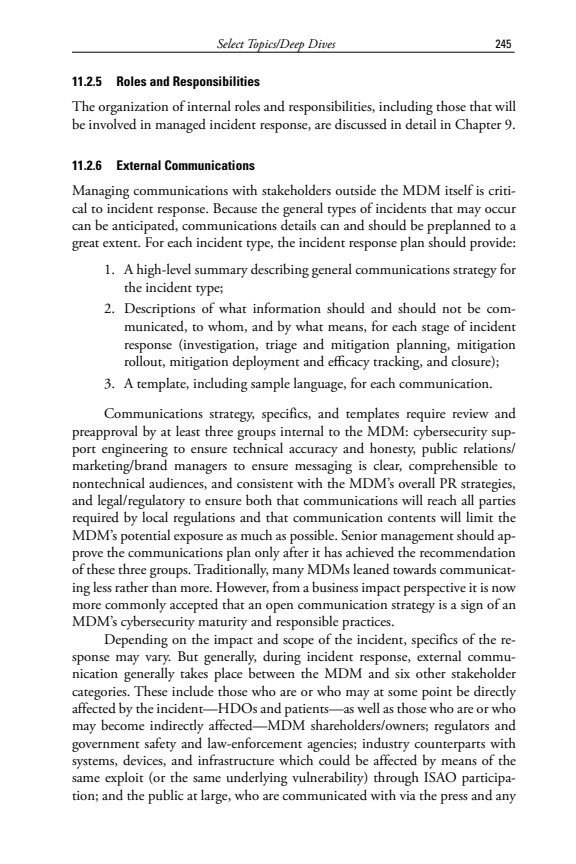 Select Topics/Deep Dives 245
11.2.5 Roles and Responsibilities
The organization of internal roles and responsibilities, including those that will
be involved in managed incident response, are discussed in detail in Chapter 9.
11.2.6 External Communications
Managing communications with stakeholders outside the MDM itself is criti-
cal to incident response. Because the general types of incidents that may occur
can be anticipated, communications details can and should be preplanned to a
great extent. For each incident type, the incident response plan should provide:
1. A high-level summary describing general communications strategy for
the incident type;
2. Descriptions of what information should and should not be com-
municated, to whom, and by what means, for each stage of incident
response (investigation, triage and mitigation planning, mitigation
rollout, mitigation deployment and efficacy tracking, and closure);
3. A template, including sample language, for each communication.
Communications strategy, specifics, and templates require review and
preapproval by at least three groups internal to the MDM: cybersecurity sup-
port engineering to ensure technical accuracy and honesty, public relations/
marketing/brand managers to ensure messaging is clear, comprehensible to
nontechnical audiences, and consistent with the MDM's overall PR strategies,
and legal/regulatory to ensure both that communications will reach all parties
required by local regulations and that communication contents will limit the
MDM's potential exposure as much as possible. Senior management should ap-
prove the communications plan only after it has achieved the recommendation
of these three groups. Traditionally, many MDMs leaned towards communicat-
ing less rather than more. However, from a business impact perspective it is now
more commonly accepted that an open communication strategy is a sign of an
MDM's cybersecurity maturity and responsible practices.
Depending on the impact and scope of the incident, specifics of the re-
sponse may vary. But generally, during incident response, external commu-
nication generally takes place between the MDM and six other stakeholder
categories. These include those who are or who may at some point be directly
affected by the incident—HDOs and patients—as well as those who are or who
may become indirectly affected—MDM shareholders/owners; regulators and
government safety and law-enforcement agencies; industry counterparts with
systems, devices, and infrastructure which could be affected by means of the
same exploit (or the same underlying vulnerability) through ISAO participa-
tion; and the public at large, who are communicated with via the press and any